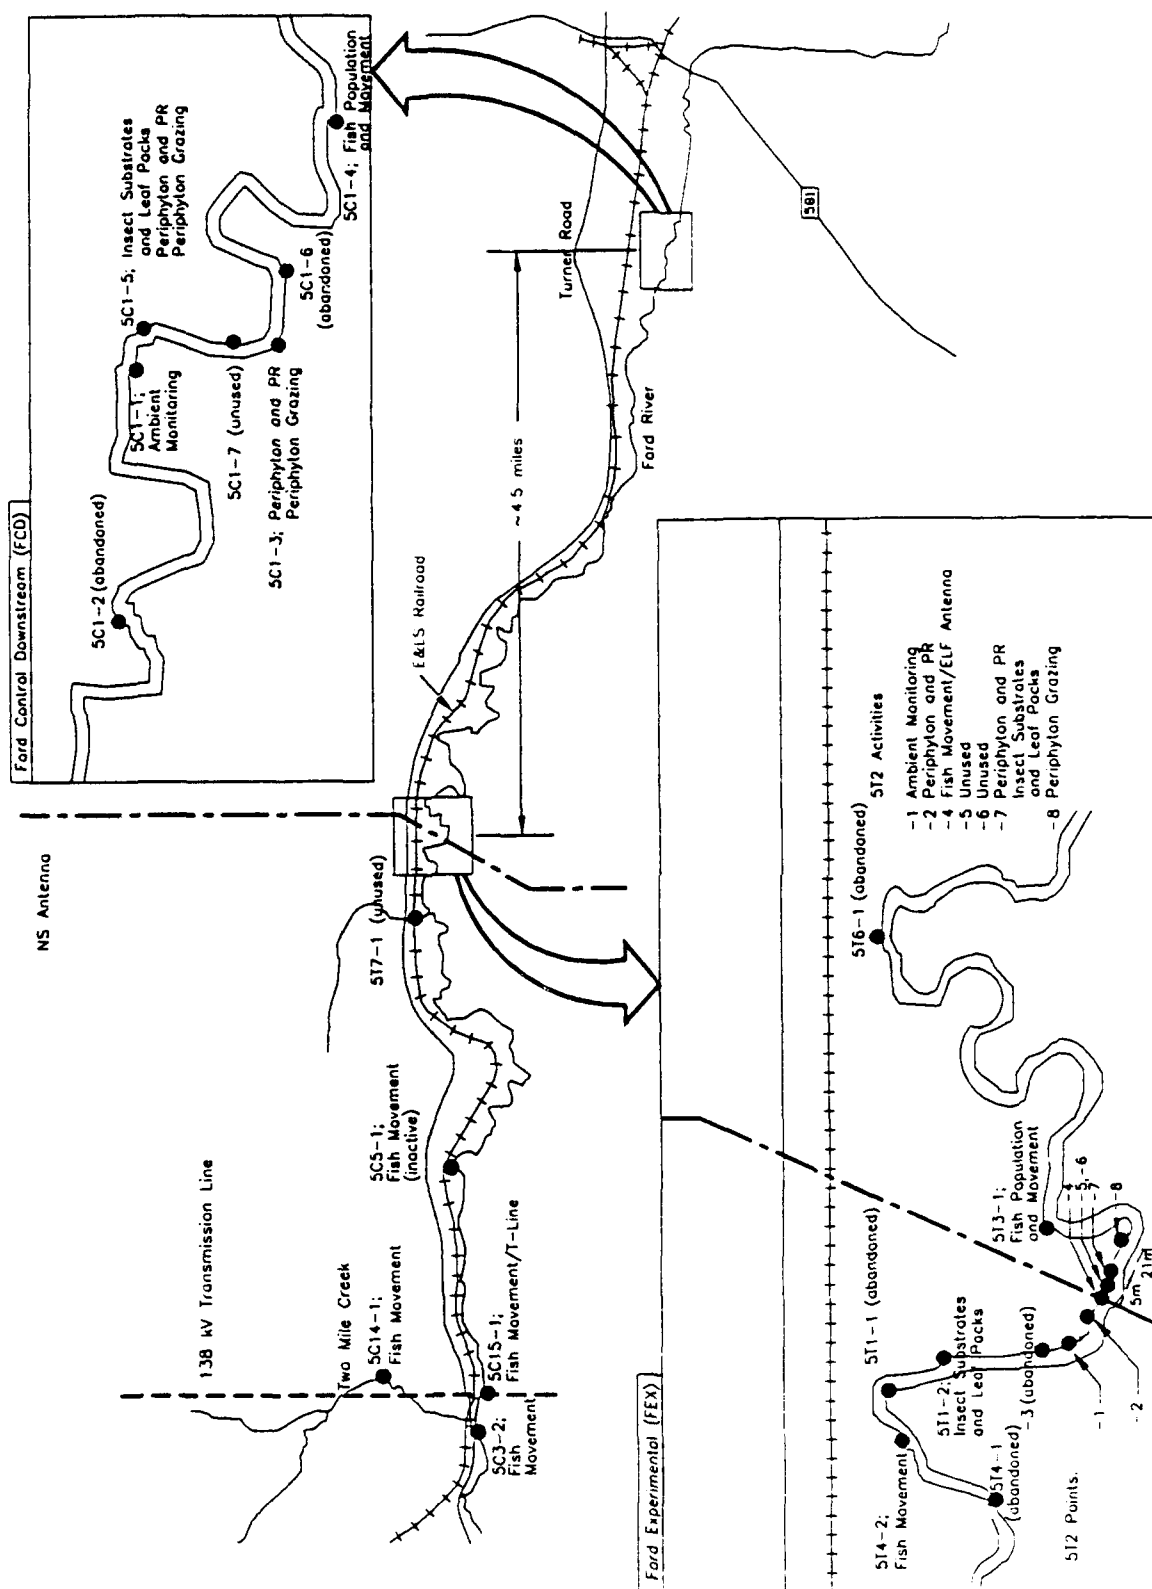 Ford Control Downstream (FCD)
5C1-2 (abandoned)
5C1-1;
Ambient
Monitoring
5C1-5; Insect Substrates
and Leaf Packs
Periphyton and PR
Periphyton Grazing
5C1-7 (unused)
5C1-3; Periphyton and PR
Periphyton Grazing
5C1-6
(abandoned)
5C1-4; Fish Population
and Movement
NS Antenna
138 kV Transmission Line
Two Mile Creek
5C14-1;
Fish Movement
5C15-1;
Fish Movement/T-Line
5C3-2;
Fish
Movement
5C5-1;
Fish Movement
(inactive)
5T7-1 (unused)
E&LS Railroad
~4.5 miles
Ford River
Turner Road
581
Ford Experimental (FEX)
5T4-2;
Fish Movement
5T4-1
(abandoned)
5T1-1 (abandoned)
5T1-2;
Insect Substrates
and Leaf Packs
-3 (abandoned)
-1
-2
5T2 Points.
5T3-1;
Fish Population
and Movement
-4
-5,-6
-7
-8
5m
21m
5T6-1 (abandoned)
5T2 Activities
-1 Ambient Monitoring
-2 Periphyton and PR
-4 Fish Movement/ELF Antenna
-5 Unused
-6 Unused
-7 Periphyton and PR
Insect Substrates
and Leaf Packs
-8 Periphyton Grazing